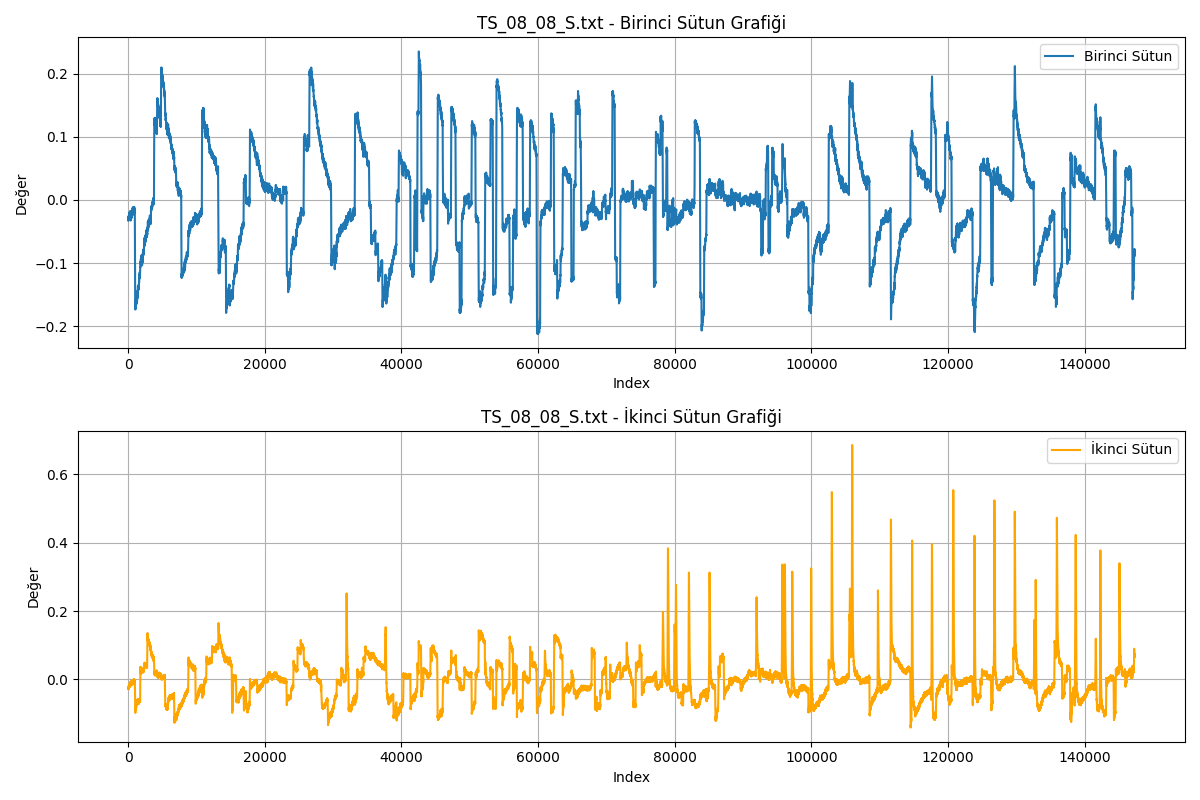 TS_08_08_S.txt - Birinci Sütun Grafiği
Birinci Sütun
Değer
0.2
0.1
0.0
−0.1
−0.2
0 20000 40000 60000 80000 100000 120000 140000
Index
TS_08_08_S.txt - İkinci Sütun Grafiği
İkinci Sütun
Değer
0.6
0.4
0.2
0.0
0 20000 40000 60000 80000 100000 120000 140000
Index